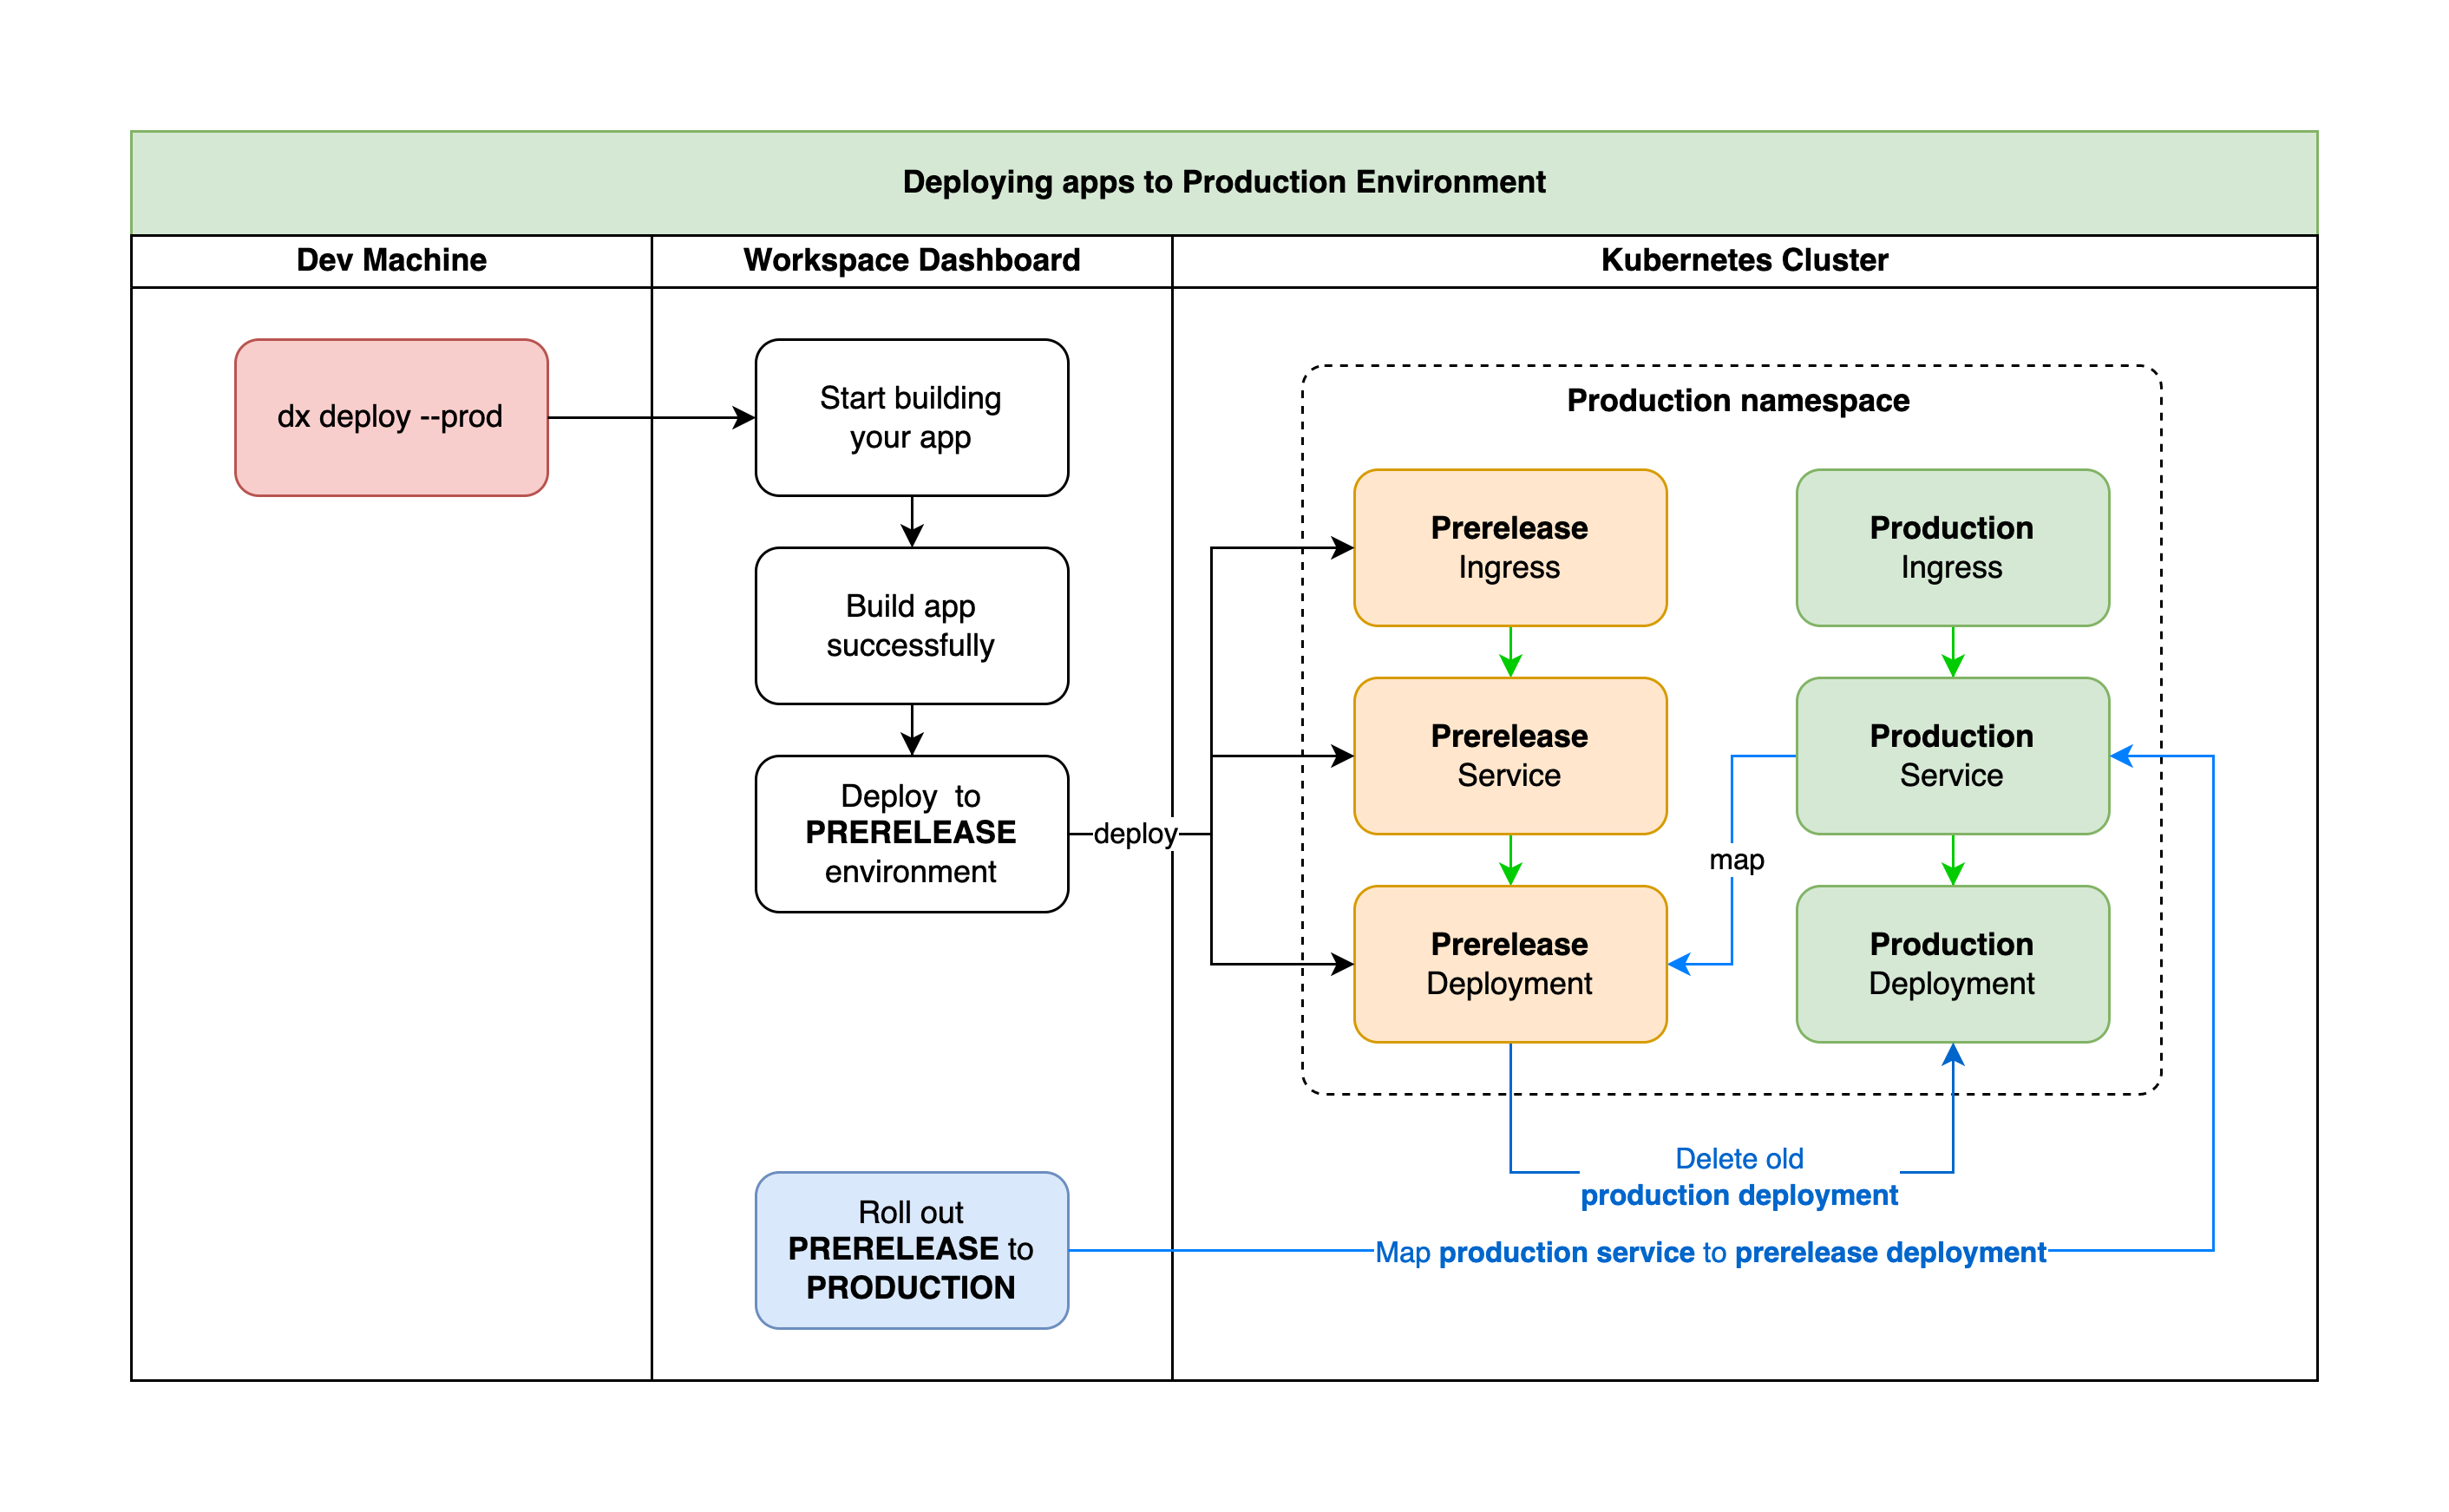 Deploying apps to Production Environment
Dev Machine
Workspace Dashboard
Kubernetes Cluster
dx deploy --prod
Start building
your app
Build app
successfully
Deploy to
PRERELEASE
environment
deploy
Roll out
PRERELEASE to
PRODUCTION
Production namespace
Prerelease
Ingress
Production
Ingress
Prerelease
Service
Production
Service
map
Prerelease
Deployment
Production
Deployment
Delete old
production deployment
Map production service to prerelease deployment